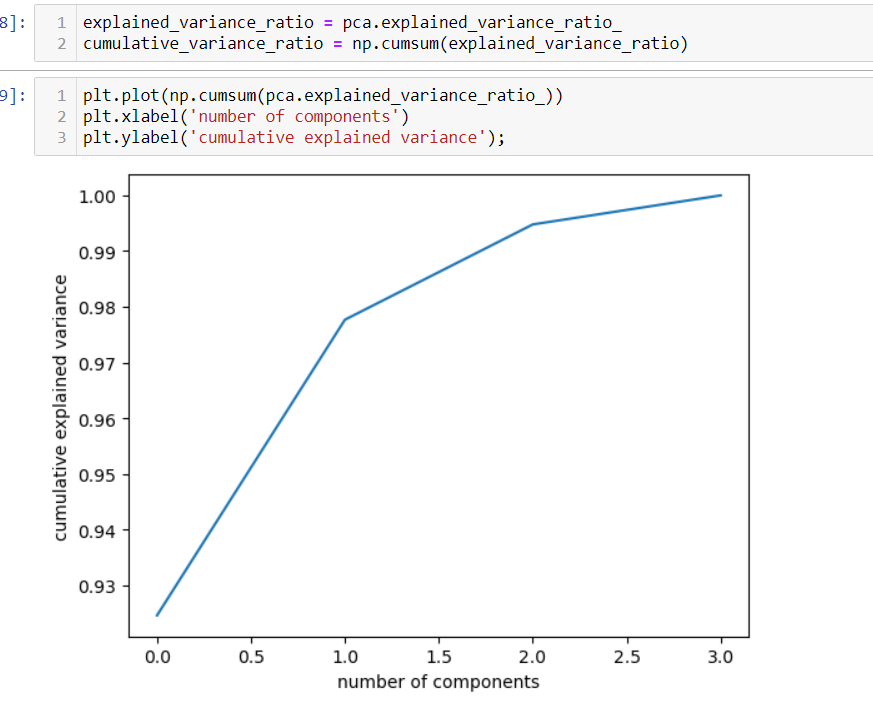 8]: 1 explained_variance_ratio = pca.explained_variance_ratio_
2 cumulative_variance_ratio = np.cumsum(explained_variance_ratio)
9]: 1 plt.plot(np.cumsum(pca.explained_variance_ratio_))
2 plt.xlabel('number of components')
3 plt.ylabel('cumulative explained variance');
1.00
0.99
0.98
0.97
0.96
0.95
0.94
0.93
cumulative explained variance
0.0 0.5 1.0 1.5 2.0 2.5 3.0
number of components